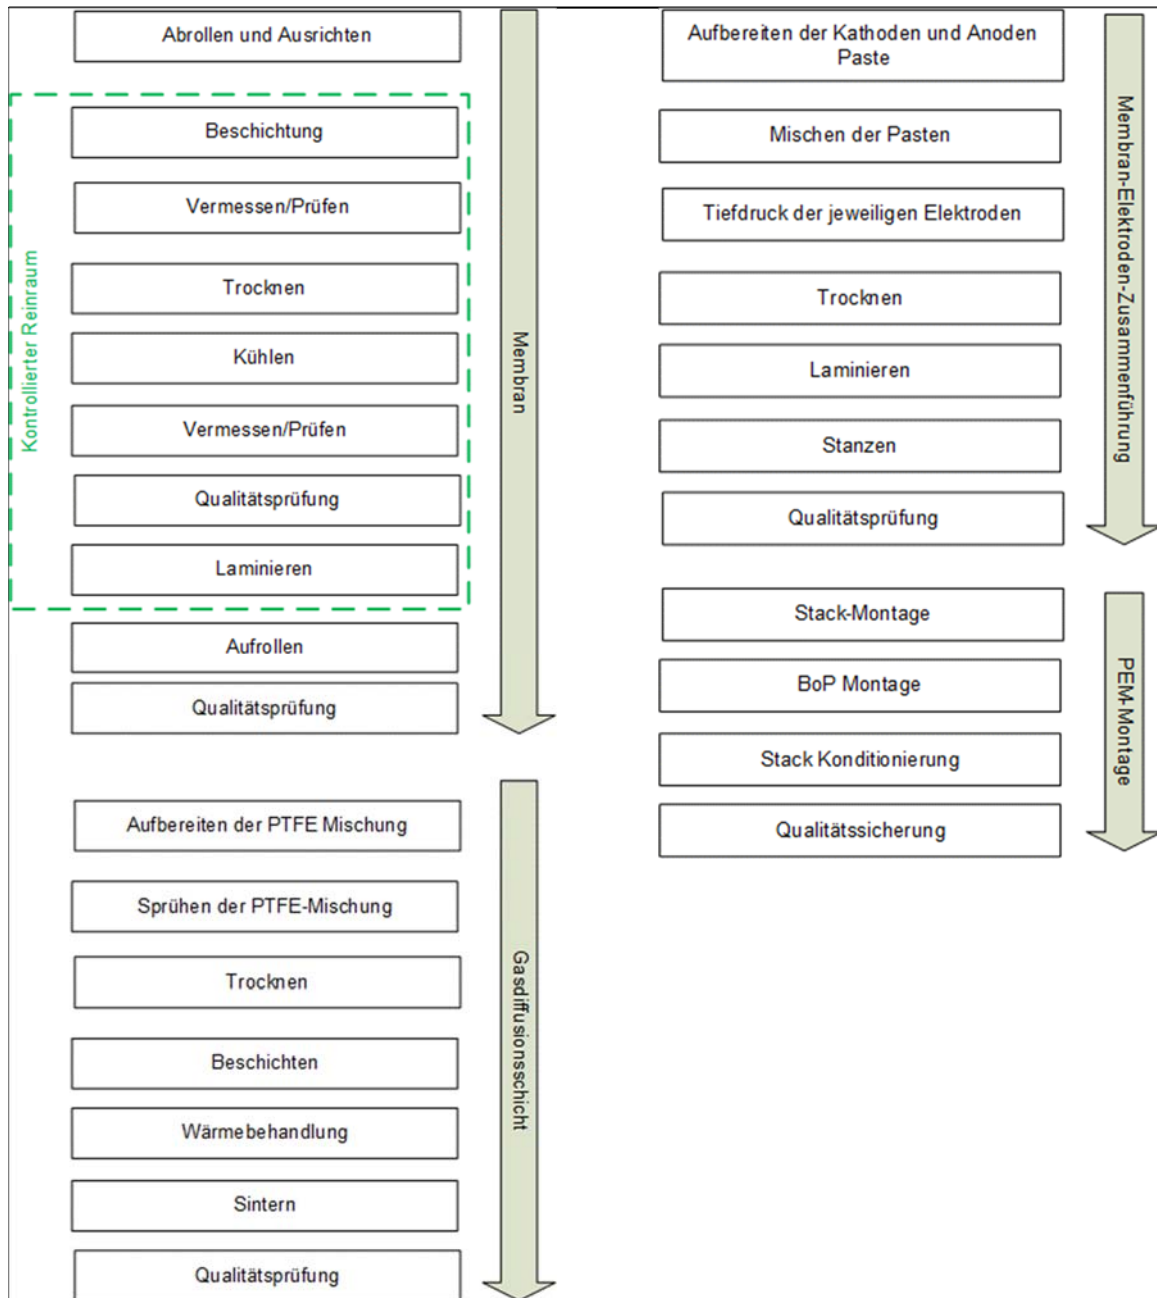 Abrollen und Ausrichten
Kontrollierter Reinraum
Beschichtung
Vermessen/Prüfen
Trocknen
Kühlen
Vermessen/Prüfen
Qualitätsprüfung
Laminieren
Aufrollen
Qualitätsprüfung
Membran
Aufbereiten der PTFE Mischung
Sprühen der PTFE-Mischung
Trocknen
Beschichten
Wärmebehandlung
Sintern
Qualitätsprüfung
Gasdiffusionsschicht
Aufbereiten der Kathoden und Anoden
Paste
Mischen der Pasten
Tiefdruck der jeweiligen Elektroden
Trocknen
Laminieren
Stanzen
Qualitätsprüfung
Membran-Elektroden-Zusammenführung
Stack-Montage
BoP Montage
Stack Konditionierung
Qualitätssicherung
PEM-Montage